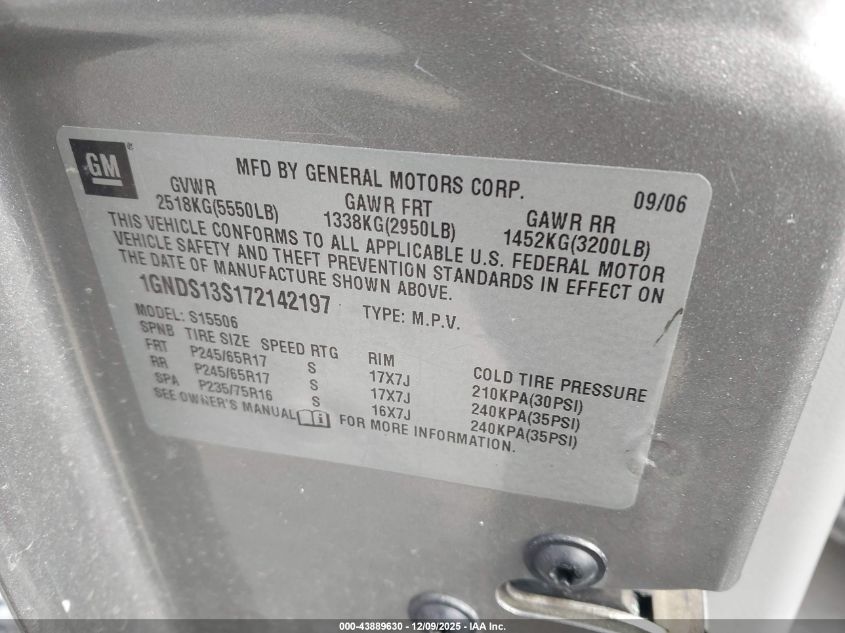 GM
®
MFD BY GENERAL MOTORS CORP.
09/06
GVWR
GAWR FRT
GAWR RR
2518KG(5550LB)
1338KG(2950LB)
1452KG(3200LB)
THIS VEHICLE CONFORMS TO ALL APPLICABLE U.S. FEDERAL MOTOR
VEHICLE SAFETY AND THEFT PREVENTION STANDARDS IN EFFECT ON
THE DATE OF MANUFACTURE SHOWN ABOVE.
1GNDS13S172142197 TYPE: M.P.V.
MODEL: S15506
SPNB TIRE SIZE SPEED RTG RIM COLD TIRE PRESSURE
FRT P245/65R17 S 17X7J 210KPA(30PSI)
RR P245/65R17 S 17X7J 240KPA(35PSI)
SPA P235/75R16 S 16X7J 240KPA(35PSI)
SEE OWNER'S MANUAL i FOR MORE INFORMATION.
000-43889630 - 12/09/2025 - IAA Inc.